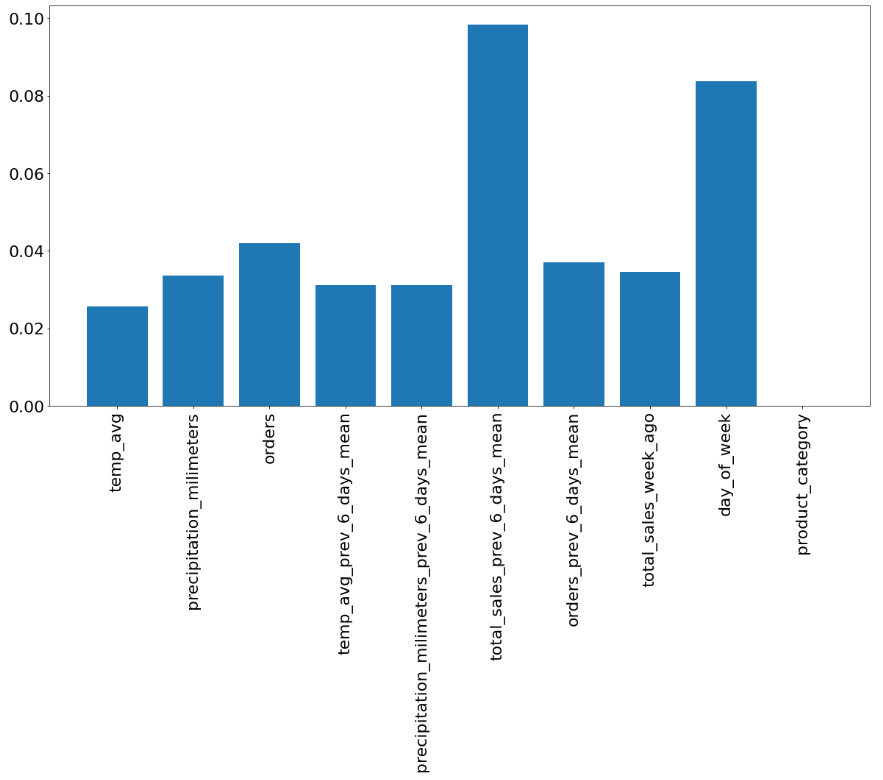 0.10
0.08
0.06
0.04
0.02
0.00
temp_avg
precipitation_milimeters
orders
temp_avg_prev_6_days_mean
precipitation_milimeters_prev_6_days_mean
total_sales_prev_6_days_mean
orders_prev_6_days_mean
total_sales_week_ago
day_of_week
product_category